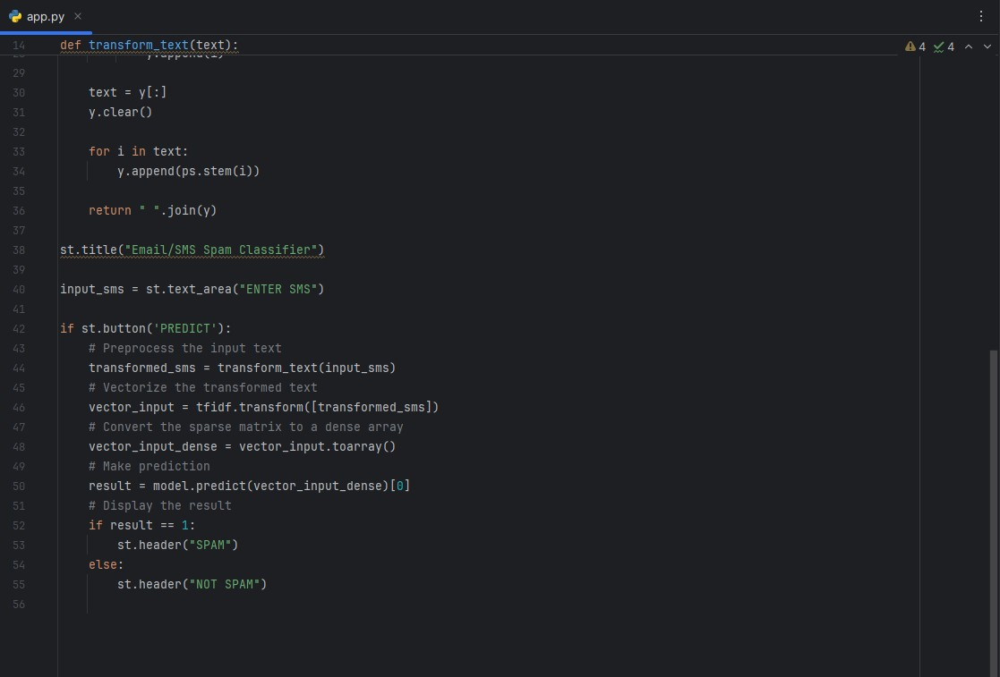 app.py
14 def transform_text(text):
4 4
28 y.append(i)
29
30 text = y[:]
31 y.clear()
32
33 for i in text:
34 y.append(ps.stem(i))
35
36 return " ".join(y)
37
38 st.title("Email/SMS Spam Classifier")
39
40 input_sms = st.text_area("ENTER SMS")
41
42 if st.button('PREDICT'):
43 # Preprocess the input text
44 transformed_sms = transform_text(input_sms)
45 # Vectorize the transformed text
46 vector_input = tfidf.transform([transformed_sms])
47 # Convert the sparse matrix to a dense array
48 vector_input_dense = vector_input.toarray()
49 # Make prediction
50 result = model.predict(vector_input_dense)[0]
51 # Display the result
52 if result == 1:
53 st.header("SPAM")
54 else:
55 st.header("NOT SPAM")
56